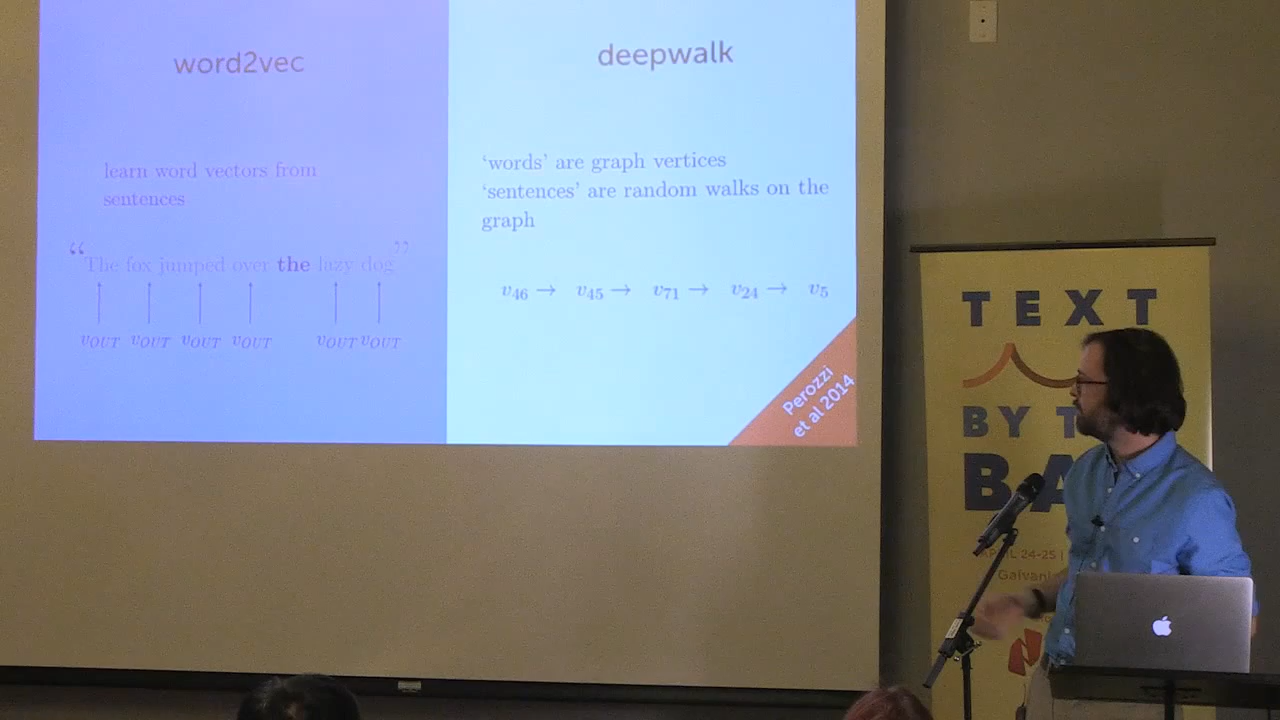 word2vec
learn word vectors from
sentences
“The fox jumped over the lazy dog”
vOUT vOUT vOUT vOUT vOUT vOUT
deepwalk
‘words’ are graph vertices
‘sentences’ are random walks on the
graph
v46 → v45 → v71 → v24 → v5
Perozzi
et al 2014
TEXT
BY T
BA
APRIL 24-25 |
Galvani